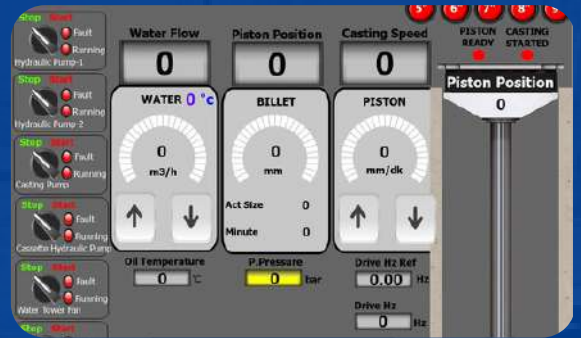 5" 6" 7" 8" 9
Stop Start
Fault
Running
Hydraulic Pump-1
Stop Start
Fault
Running
Hydraulic Pump-2
Stop Start
Fault
Running
Casting Pump
Stop Start
Fault
Running
Cassette Hydraulic Pump
Stop Start
Fault
Running
Water Tower Fan
Stop Start
Water Flow
0
WATER 0 °c
0
m3/h
Oil Temperature
0 °C
Piston Position
0
BILLET
0
mm
Act Size 0
Minute 0
P.Pressure
0 bar
Casting Speed
0
PISTON
0
mm/dk
Drive Hz Ref
0.00 Hz
Drive Hz
0 Hz
PISTON READY
CASTING STARTED
Piston Position
0